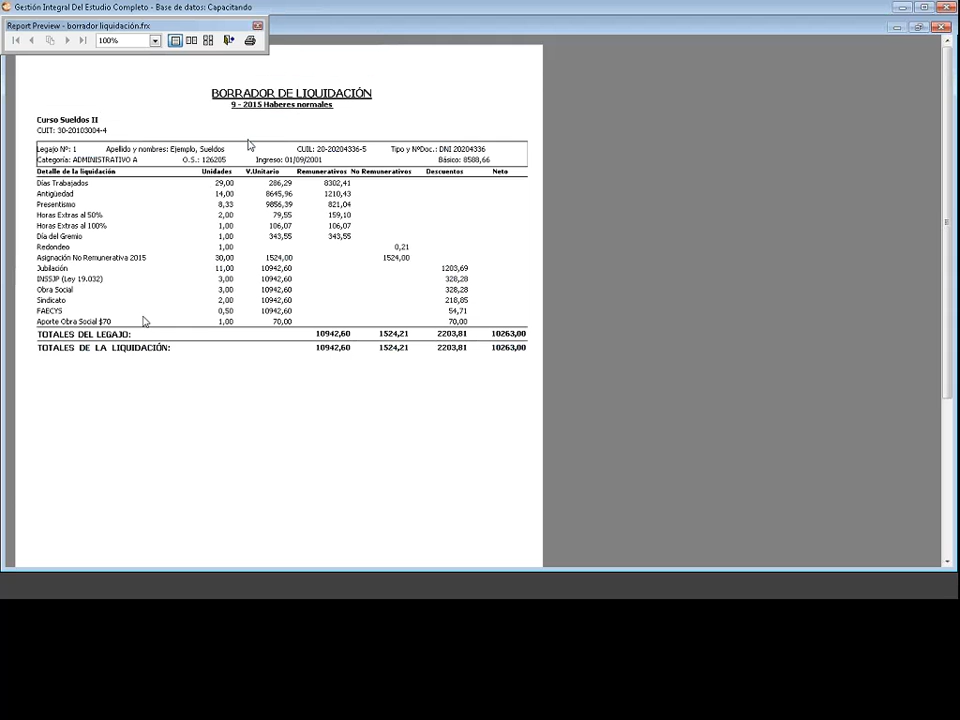 Gestión Integral Del Estudio Completo - Base de datos: Capacitando
Report Preview - borrador liquidación.frx
100%
BORRADOR DE LIQUIDACIÓN
9 - 2015 Haberes normales
Curso Sueldos II
CUIT: 30-20103004-4
Legajo Nº: 1 Apellido y nombres: Ejemplo, Sueldos CUIL: 20-20204336-5 Tipo y NºDoc.: DNI 20204336
Categoría: ADMINISTRATIVO A O.S.: 126205 Ingreso: 01/09/2001 Básico: 8588,66
Detalle de la liquidación Unidades V.Unitario Remunerativos No Remunerativos Descuentos Neto
Días Trabajados 29,00 286,29 8302,41
Antigüedad 14,00 8645,96 1210,43
Presentismo 8,33 9856,39 821,04
Horas Extras al 50% 2,00 79,55 159,10
Horas Extras al 100% 1,00 106,07 106,07
Día del Gremio 1,00 343,55 343,55
Redondeo 1,00 0,21
Asignación No Remunerativa 2015 30,00 1524,00 1524,00
Jubilación 11,00 10942,60 1203,69
INSSJP (Ley 19.032) 3,00 10942,60 328,28
Obra Social 3,00 10942,60 328,28
Sindicato 2,00 10942,60 218,85
FAECYS 0,50 10942,60 54,71
Aporte Obra Social $70 1,00 70,00 70,00
TOTALES DEL LEGAJO: 10942,60 1524,21 2203,81 10263,00
TOTALES DE LA LIQUIDACIÓN: 10942,60 1524,21 2203,81 10263,00